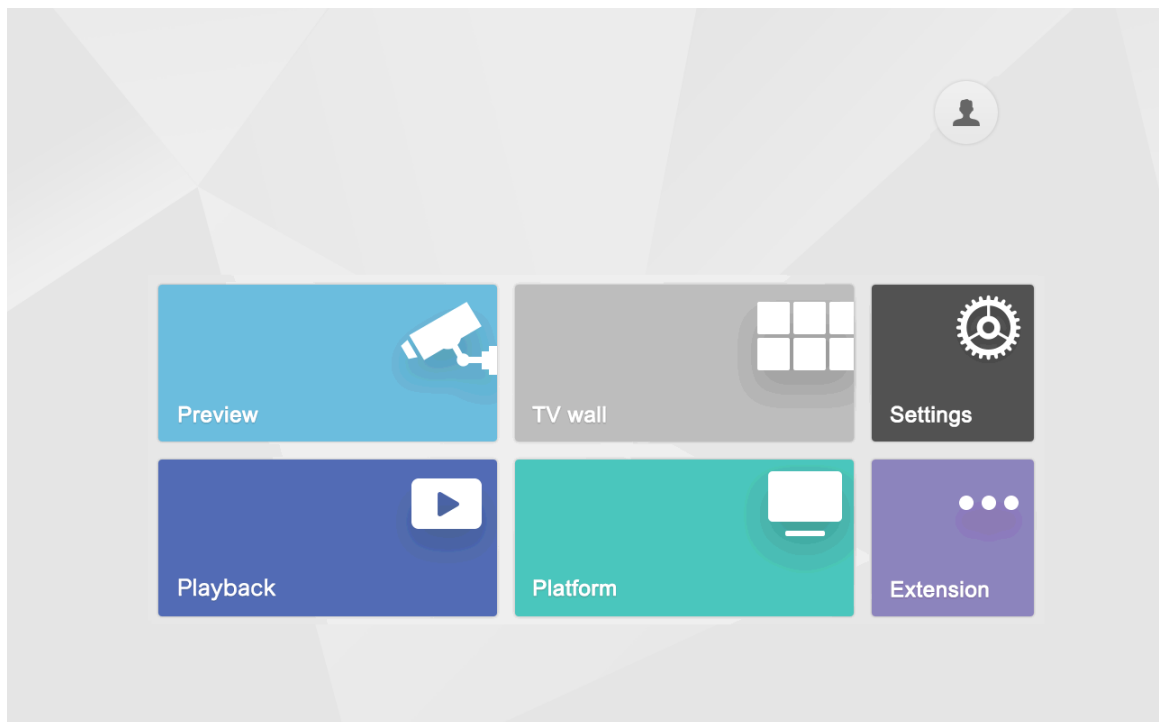 Preview
TV wall
Settings
Playback
Platform
Extension